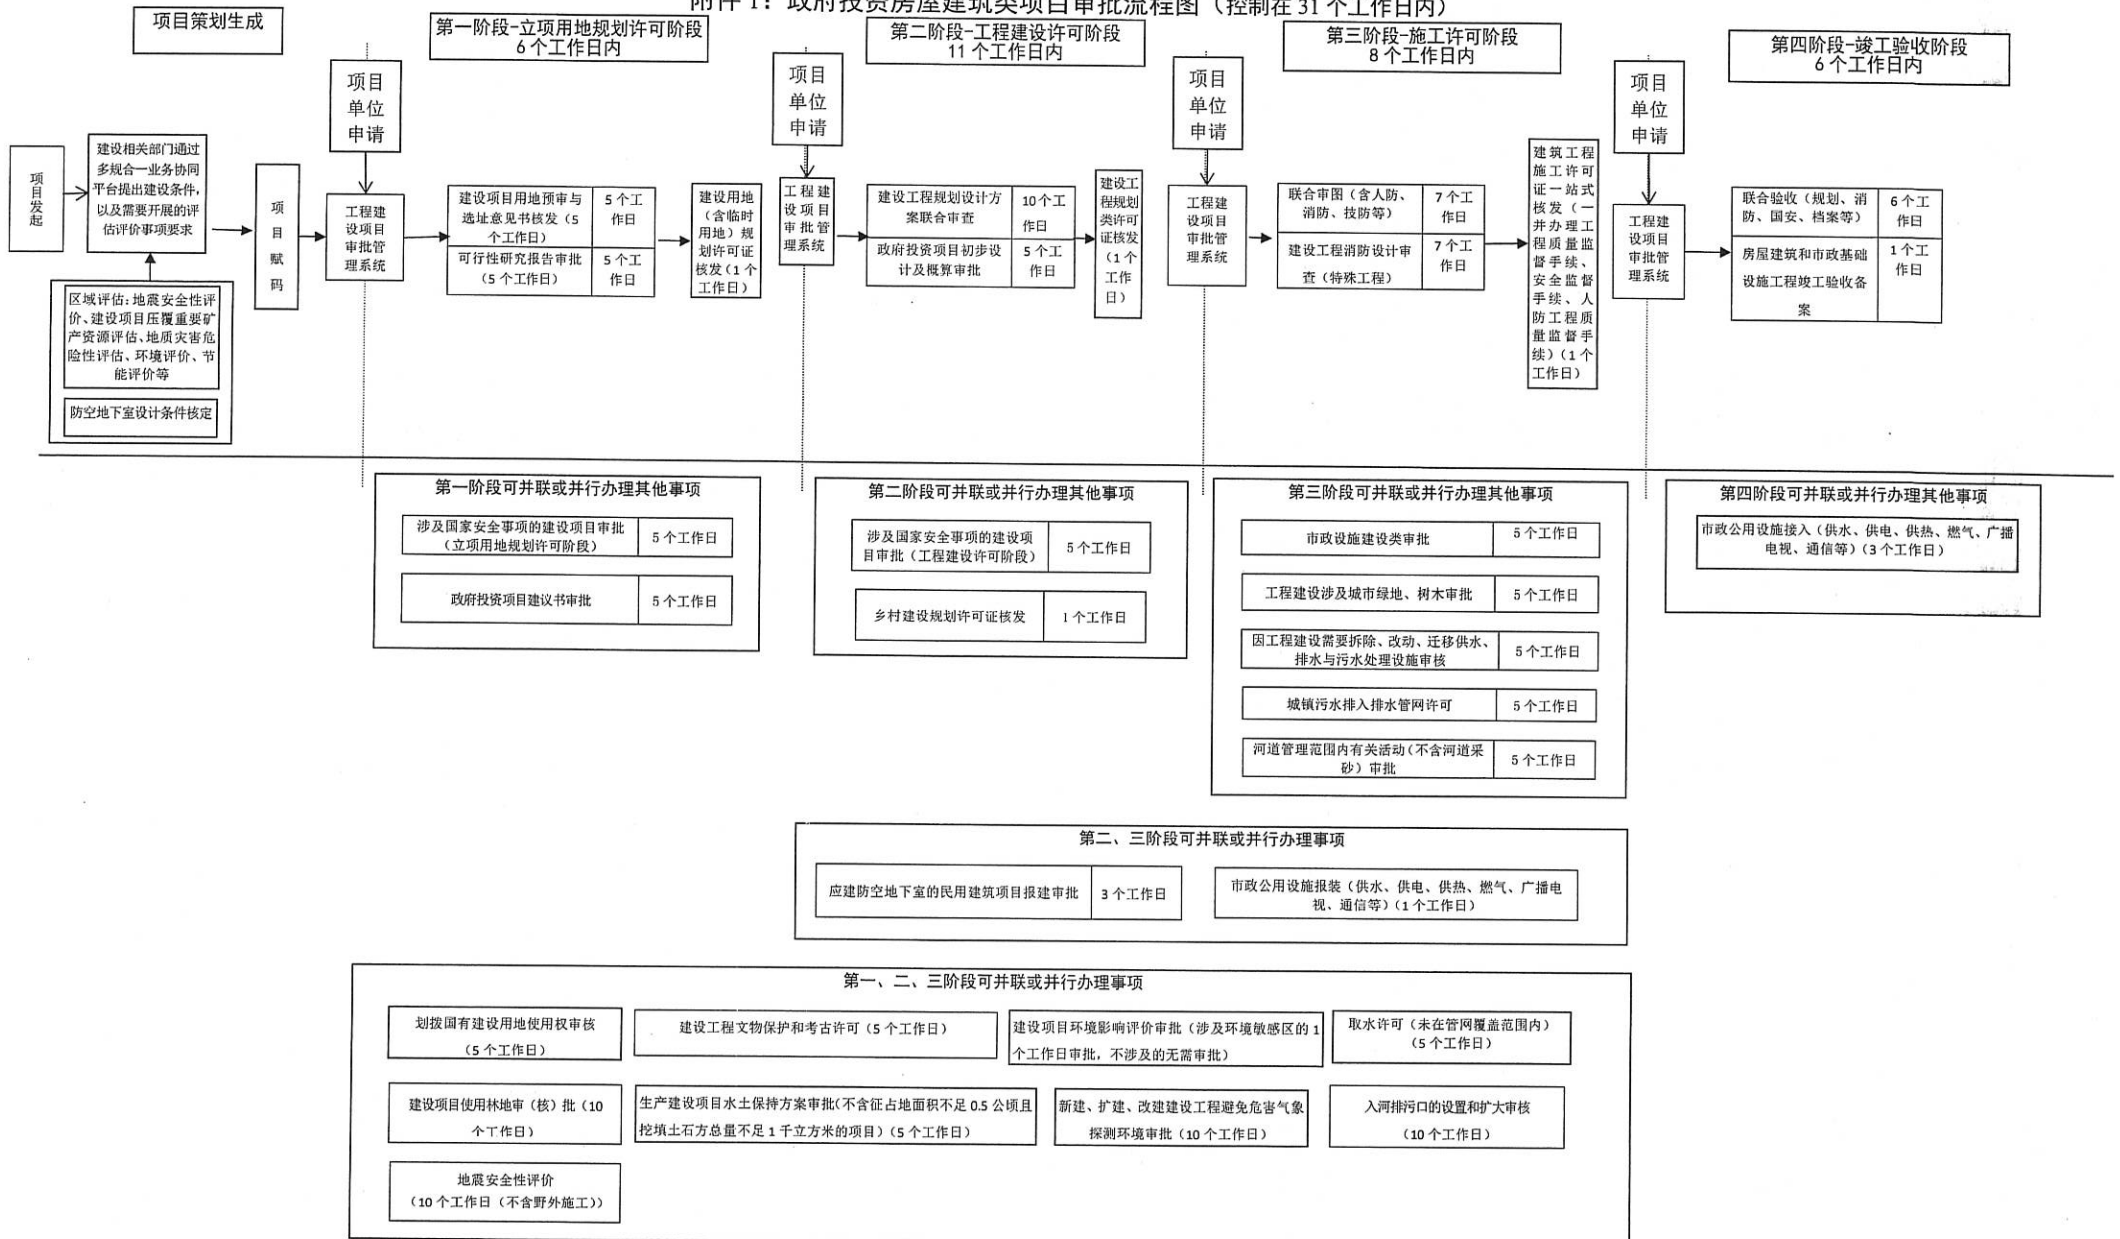 附件 1：政府投资房屋建筑类项目审批流程图（控制在 31 个工作日内）
项目策划生成
第一阶段-立项用地规划许可阶段
6 个工作日内
第二阶段-工程建设许可阶段
11 个工作日内
第三阶段-施工许可阶段
8 个工作日内
第四阶段-竣工验收阶段
6 个工作日内
项目发起
建设相关部门通过
多规合一业务协同
平台提出建设条件，
以及需要开展的评
估评价事项要求
区域评估：地震安全性评
价、建设项目压覆重要矿
产资源评估、地质灾害危
险性评估、环境评价、节
能评价等
防空地下室设计条件核定
项目赋码
项目
单位
申请
工程建
设项目
审批管
理系统
建设项目用地预审与
选址意见书核发（5
个工作日）
5 个工
作日
可行性研究报告审批
（5 个工作日）
5 个工
作日
建设用地
（含临时
用地）规
划许可证
核发（1 个
工作日）
项目
单位
申请
工程建
设项目
审批管
理系统
建设工程规划设计方
案联合审查
10 个工
作日
政府投资项目初步设
计及概算审批
5 个工
作日
建设工
程规划
类许可
证核发
（1 个
工作
日）
项目
单位
申请
工程建
设项目
审批管
理系统
联合审图（含人防、
消防、技防等）
7 个工
作日
建设工程消防设计审
查（特殊工程）
7 个工
作日
建筑工程
施工许可
证一站式
核发（一
并办理工
程质量监
督手续、
安全监督
手续、人
防工程质
量监督手
续）（1 个
工作日）
项目
单位
申请
工程建
设项目
审批管
理系统
联合验收（规划、消
防、国安、档案等）
6 个工
作日
房屋建筑和市政基础
设施工程竣工验收备
案
1 个工
作日
第一阶段可并联或并行办理其他事项
涉及国家安全事项的建设项目审批
（立项用地规划许可阶段）
5 个工作日
政府投资项目建议书审批
5 个工作日
第二阶段可并联或并行办理其他事项
涉及国家安全事项的建设项
目审批（工程建设许可阶段）
5 个工作日
乡村建设规划许可证核发
1 个工作日
第三阶段可并联或并行办理其他事项
市政设施建设类审批
5 个工作日
工程建设涉及城市绿地、树木审批
5 个工作日
因工程建设需要拆除、改动、迁移供水、
排水与污水处理设施审核
5 个工作日
城镇污水排入排水管网许可
5 个工作日
河道管理范围内有关活动（不含河道采
砂）审批
5 个工作日
第四阶段可并联或并行办理其他事项
市政公用设施接入（供水、供电、供热、燃气、广播
电视、通信等）（3 个工作日）
第二、三阶段可并联或并行办理事项
应建防空地下室的民用建筑项目报建审批
3 个工作日
市政公用设施报装（供水、供电、供热、燃气、广播电
视、通信等）（1 个工作日）
第一、二、三阶段可并联或并行办理事项
划拨国有建设用地使用权审核
（5 个工作日）
建设工程文物保护和考古许可（5 个工作日）
建设项目环境影响评价审批（涉及环境敏感区的 1
个工作日审批，不涉及的无需审批）
取水许可（未在管网覆盖范围内）
（5 个工作日）
建设项目使用林地审（核）批（10
个工作日）
生产建设项目水土保持方案审批（不含征占地面积不足 0.5 公顷且
挖填土石方总量不足 1 千立方米的项目）（5 个工作日）
新建、扩建、改建建设工程避免危害气象
探测环境审批（10 个工作日）
入河排污口的设置和扩大审核
（10 个工作日）
地震安全性评价
（10 个工作日（不含野外施工））